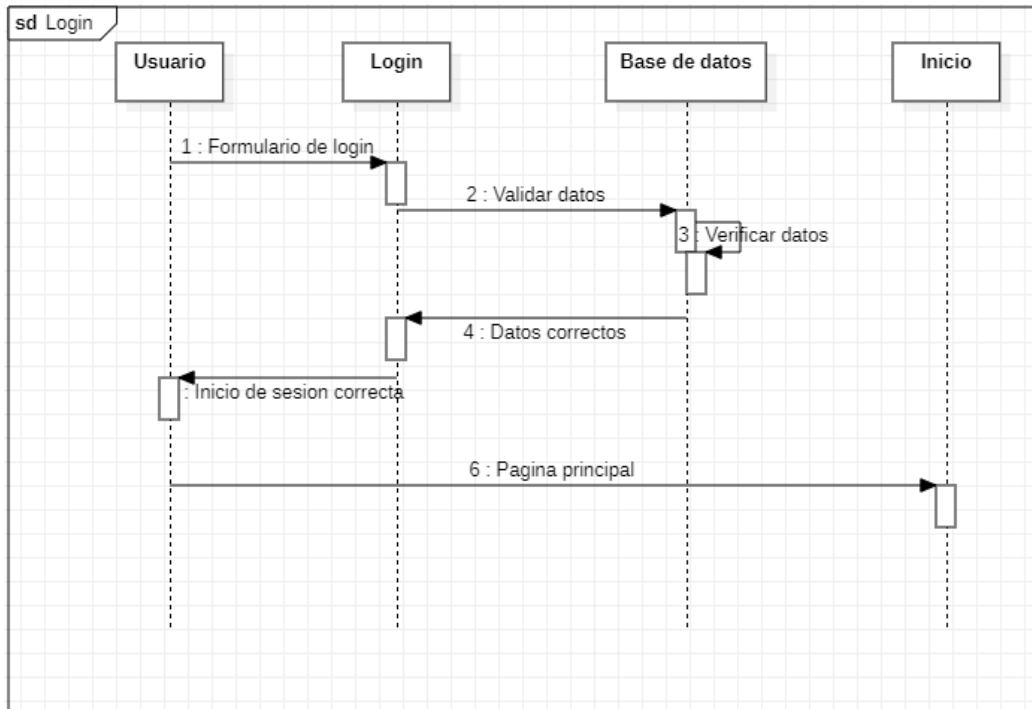 sd Login
Usuario
Login
Base de datos
Inicio
1 : Formulario de login
2 : Validar datos
3 : Verificar datos
4 : Datos correctos
: Inicio de sesion correcta
6 : Pagina principal